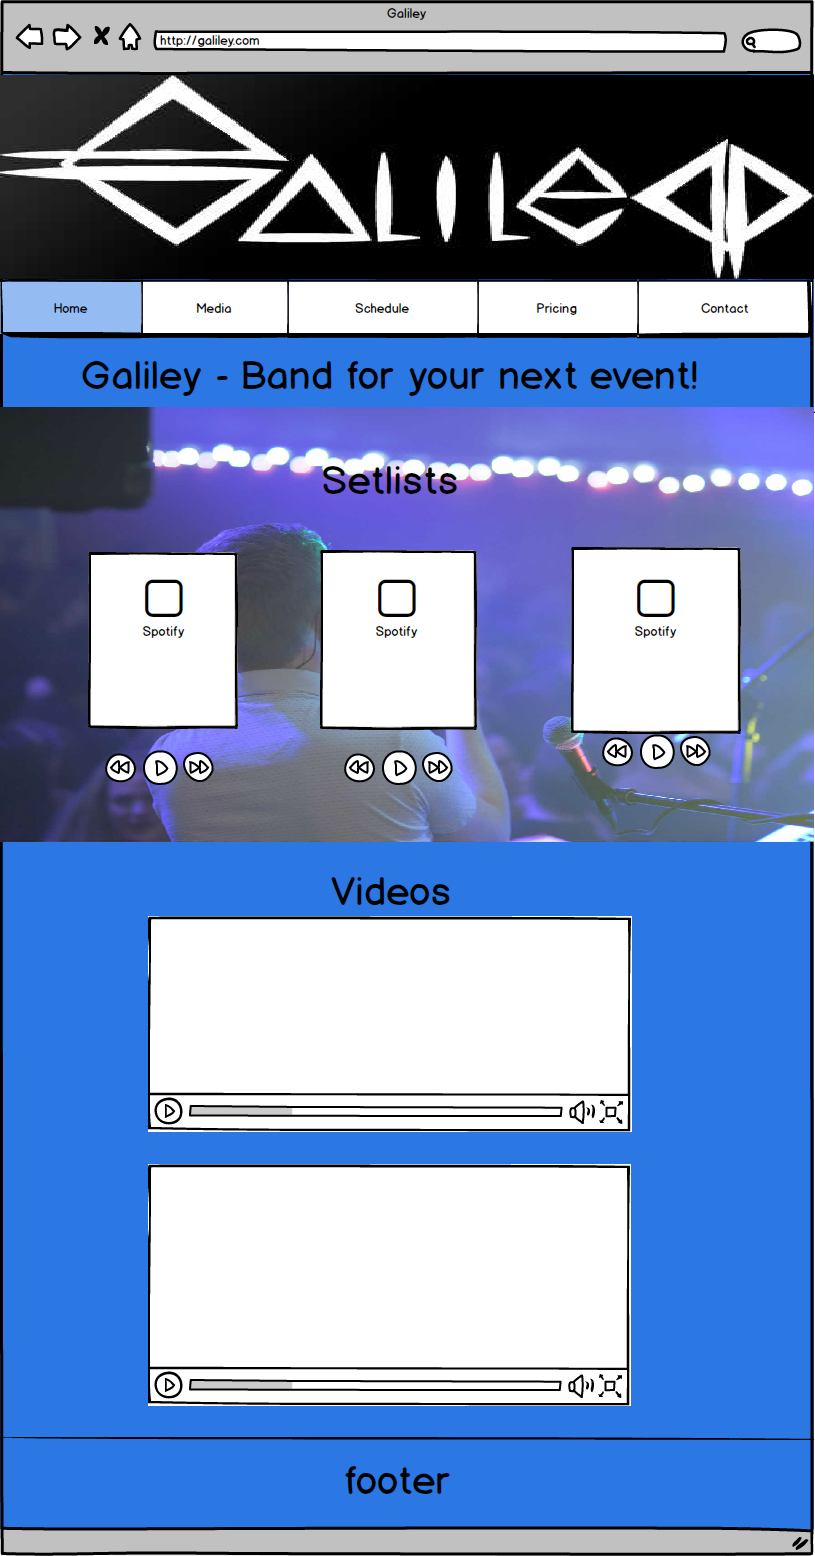 Galiley
http://galiley.com
Galiley
Home Media Schedule Pricing Contact
Galiley - Band for your next event!
Setlists
Spotify Spotify Spotify
Videos
footer